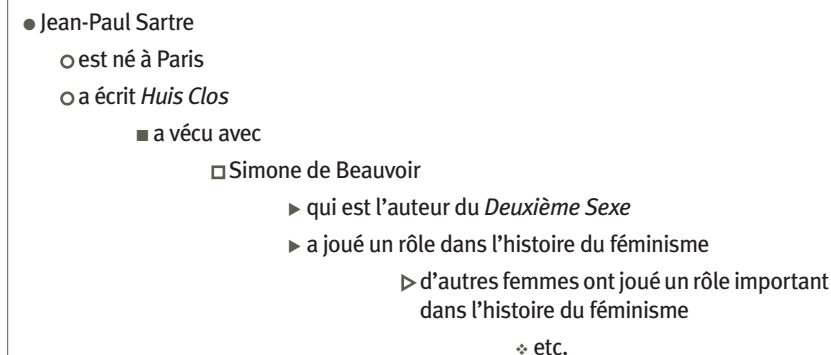 ● Jean-Paul Sartre
○ est né à Paris
○ a écrit Huis Clos
■ a vécu avec
□ Simone de Beauvoir
▶ qui est l’auteur du Deuxième Sexe
▶ a joué un rôle dans l’histoire du féminisme
▷ d’autres femmes ont joué un rôle important
dans l’histoire du féminisme
❖ etc.